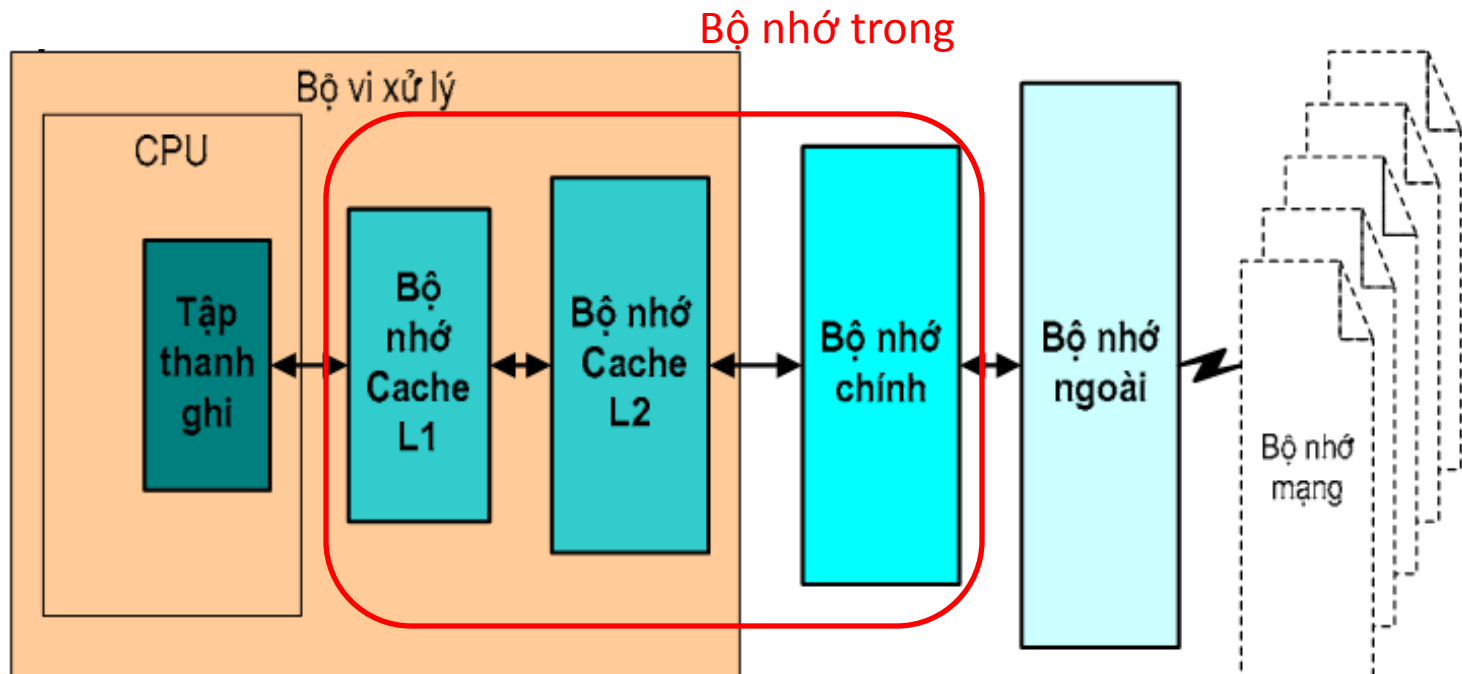 Bộ nhớ trong
Bộ vi xử lý
CPU
Tập
thanh
ghi
Bộ
nhớ
Cache
L1
Bộ nhớ
Cache
L2
Bộ nhớ
chính
Bộ nhớ
ngoài
Bộ nhớ
mạng